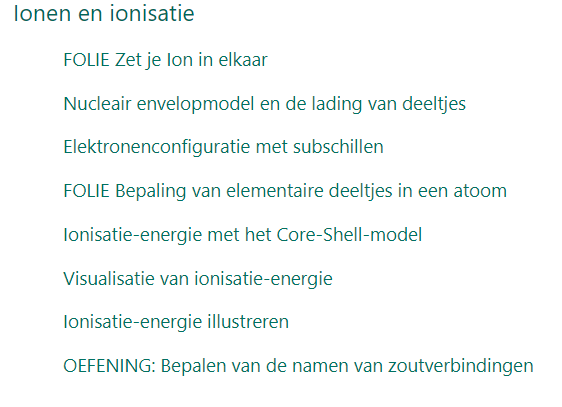 Ionen en ionisatie
FOLIE Zet je Ion in elkaar
Nucleair envelopmodel en de lading van deeltjes
Elektronenconfiguratie met subschillen
FOLIE Bepaling van elementaire deeltjes in een atoom
Ionisatie-energie met het Core-Shell-model
Visualisatie van ionisatie-energie
Ionisatie-energie illustreren
OEFENING: Bepalen van de namen van zoutverbindingen